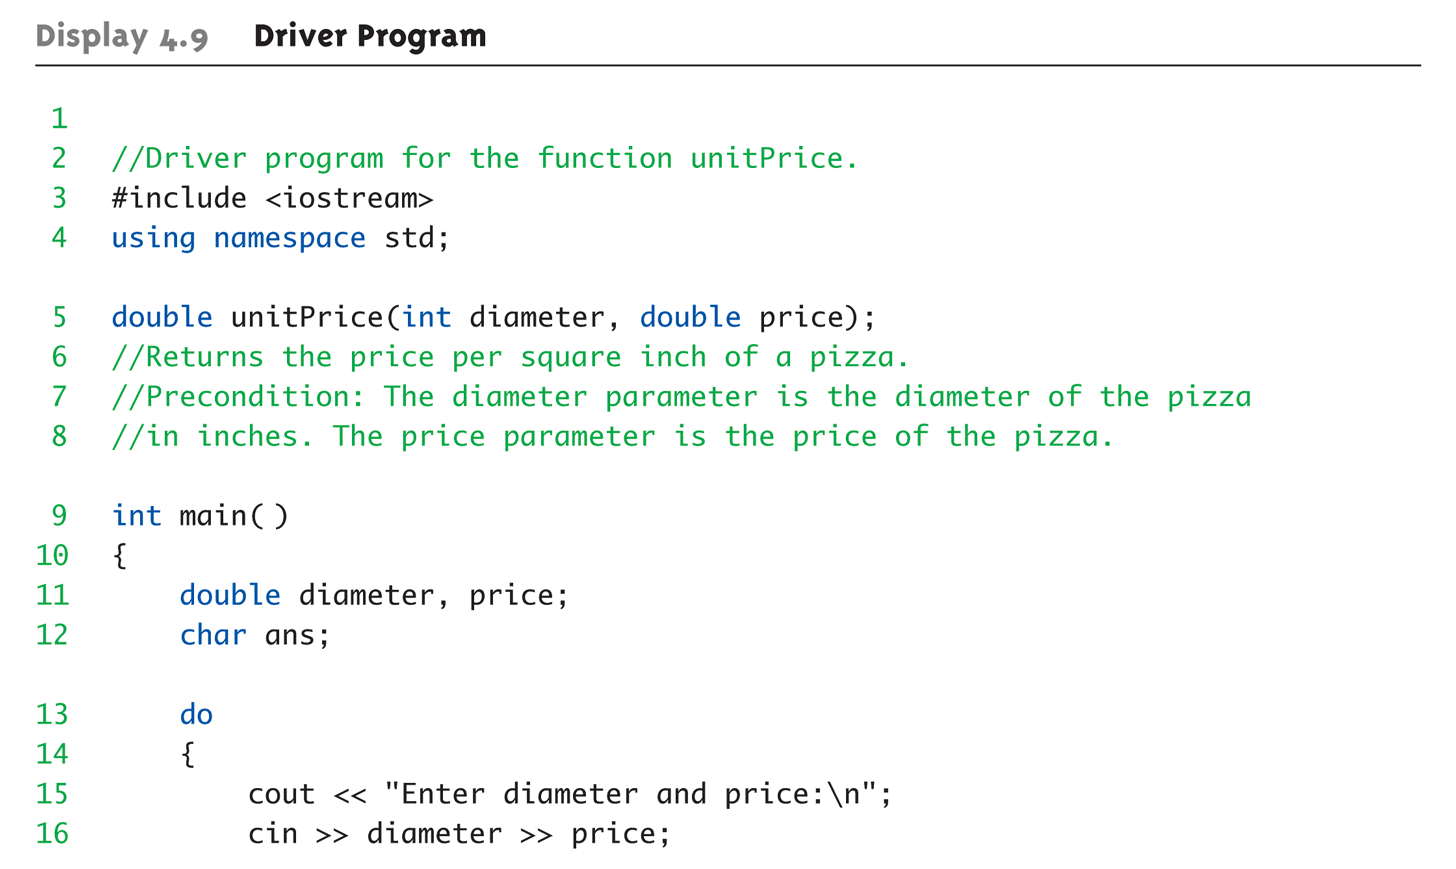 Display 4.9 Driver Program
1
2 //Driver program for the function unitPrice.
3 #include <iostream>
4 using namespace std;
5 double unitPrice(int diameter, double price);
6 //Returns the price per square inch of a pizza.
7 //Precondition: The diameter parameter is the diameter of the pizza
8 //in inches. The price parameter is the price of the pizza.
9 int main( )
10 {
11     double diameter, price;
12     char ans;
13     do
14     {
15         cout << "Enter diameter and price:\n";
16         cin >> diameter >> price;